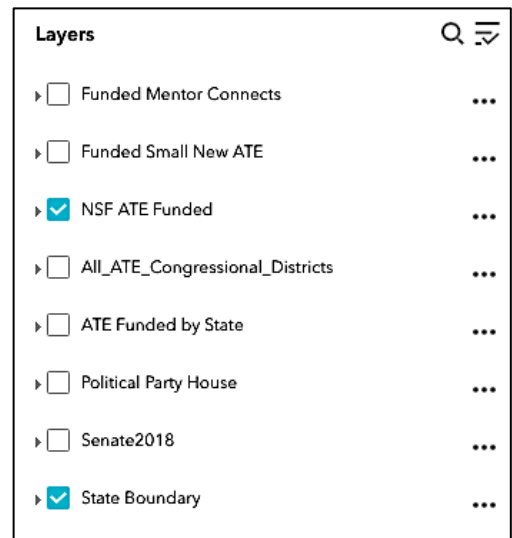 Layers
Funded Mentor Connects
Funded Small New ATE
NSF ATE Funded
All_ATE_Congressional_Districts
ATE Funded by State
Political Party House
Senate2018
State Boundary